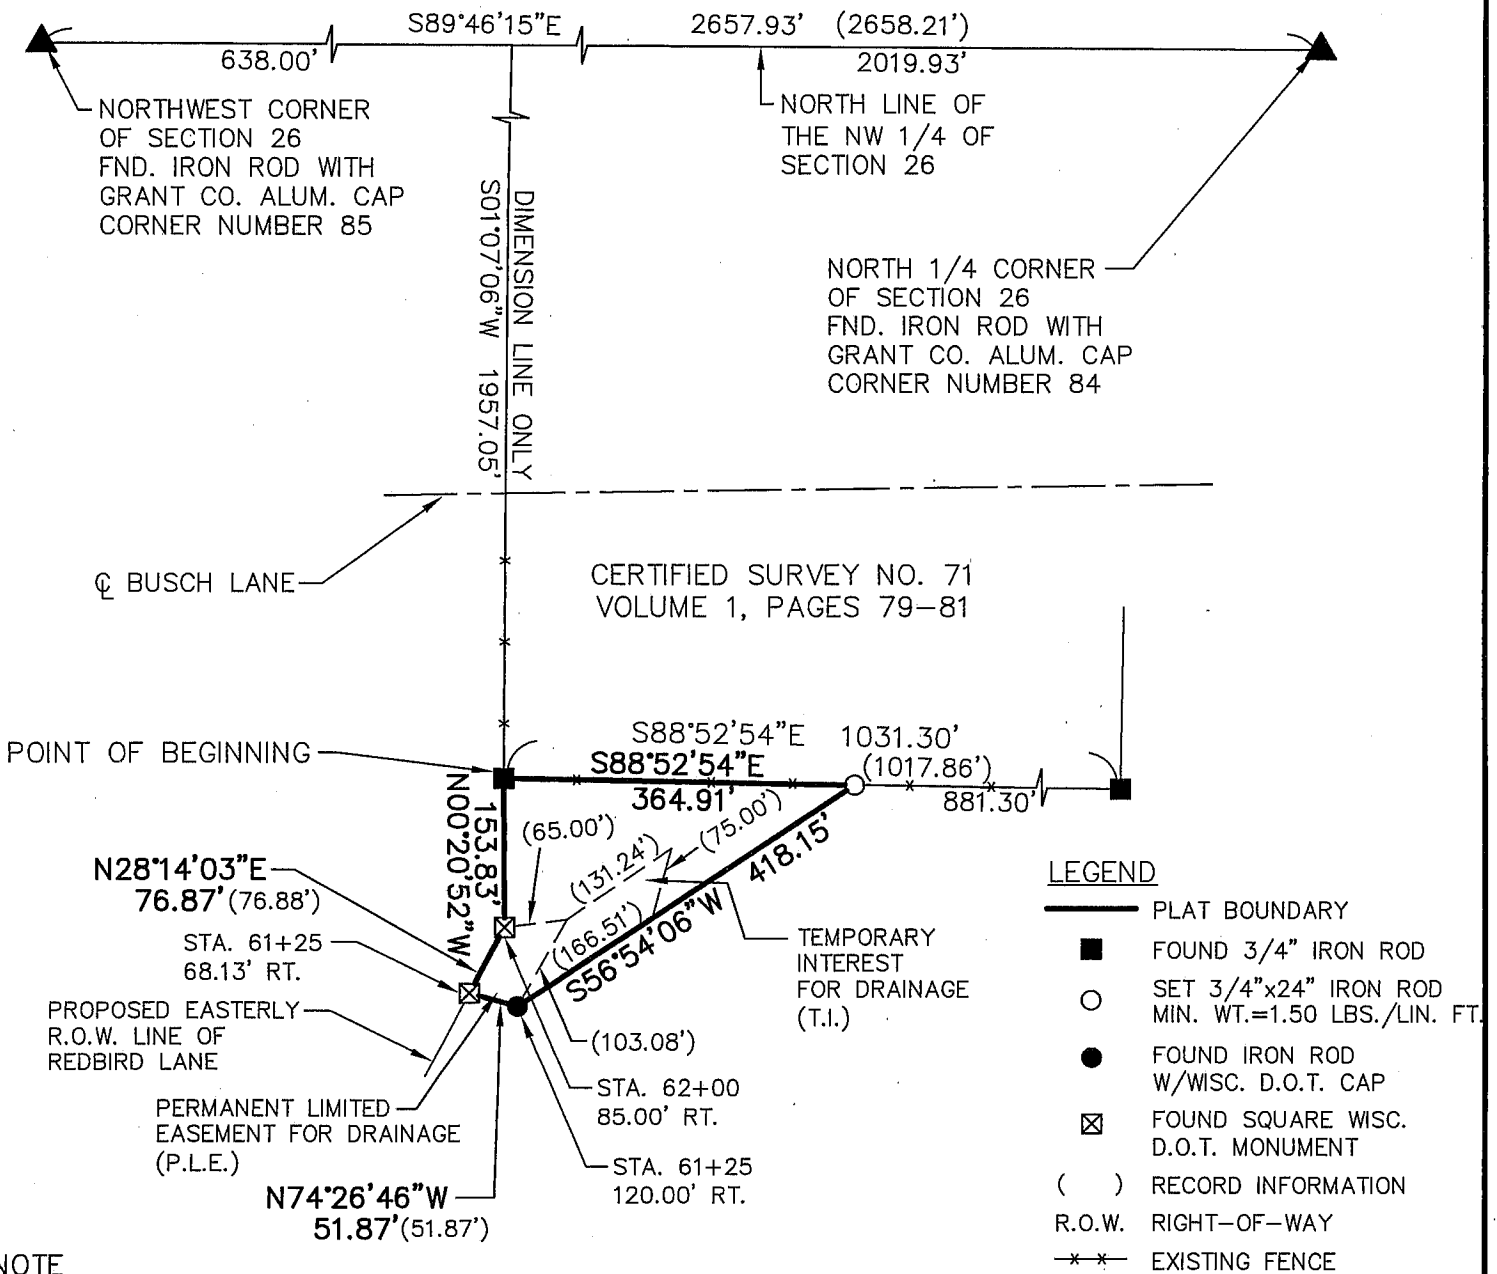 S89°46'15"E
2657.93' (2658.21')
638.00'
2019.93'
NORTHWEST CORNER
OF SECTION 26
FND. IRON ROD WITH
GRANT CO. ALUM. CAP
CORNER NUMBER 85
NORTH LINE OF
THE NW 1/4 OF
SECTION 26
DIMENSION LINE ONLY
S01°07'06"W 1957.05'
NORTH 1/4 CORNER
OF SECTION 26
FND. IRON ROD WITH
GRANT CO. ALUM. CAP
CORNER NUMBER 84
℄ BUSCH LANE
CERTIFIED SURVEY NO. 71
VOLUME 1, PAGES 79-81
POINT OF BEGINNING
S88°52'54"E 1031.30'
(1017.86')
S88°52'54"E
364.91'
881.30'
153.83'
N00°20'52"W
(65.00')
(131.24')
(75.00')
(166.51')
418.15'
S56°54'06"W
N28°14'03"E
76.87'(76.88')
STA. 61+25
68.13' RT.
PROPOSED EASTERLY
R.O.W. LINE OF
REDBIRD LANE
TEMPORARY
INTEREST
FOR DRAINAGE
(T.I.)
(103.08')
STA. 62+00
85.00' RT.
PERMANENT LIMITED
EASEMENT FOR DRAINAGE
(P.L.E.)
STA. 61+25
120.00' RT.
N74°26'46"W
51.87'(51.87')
LEGEND
PLAT BOUNDARY
FOUND 3/4" IRON ROD
SET 3/4"x24" IRON ROD
MIN. WT.=1.50 LBS./LIN. FT.
FOUND IRON ROD
W/WISC. D.O.T. CAP
FOUND SQUARE WISC.
D.O.T. MONUMENT
( ) RECORD INFORMATION
R.O.W. RIGHT-OF-WAY
EXISTING FENCE
NOTE